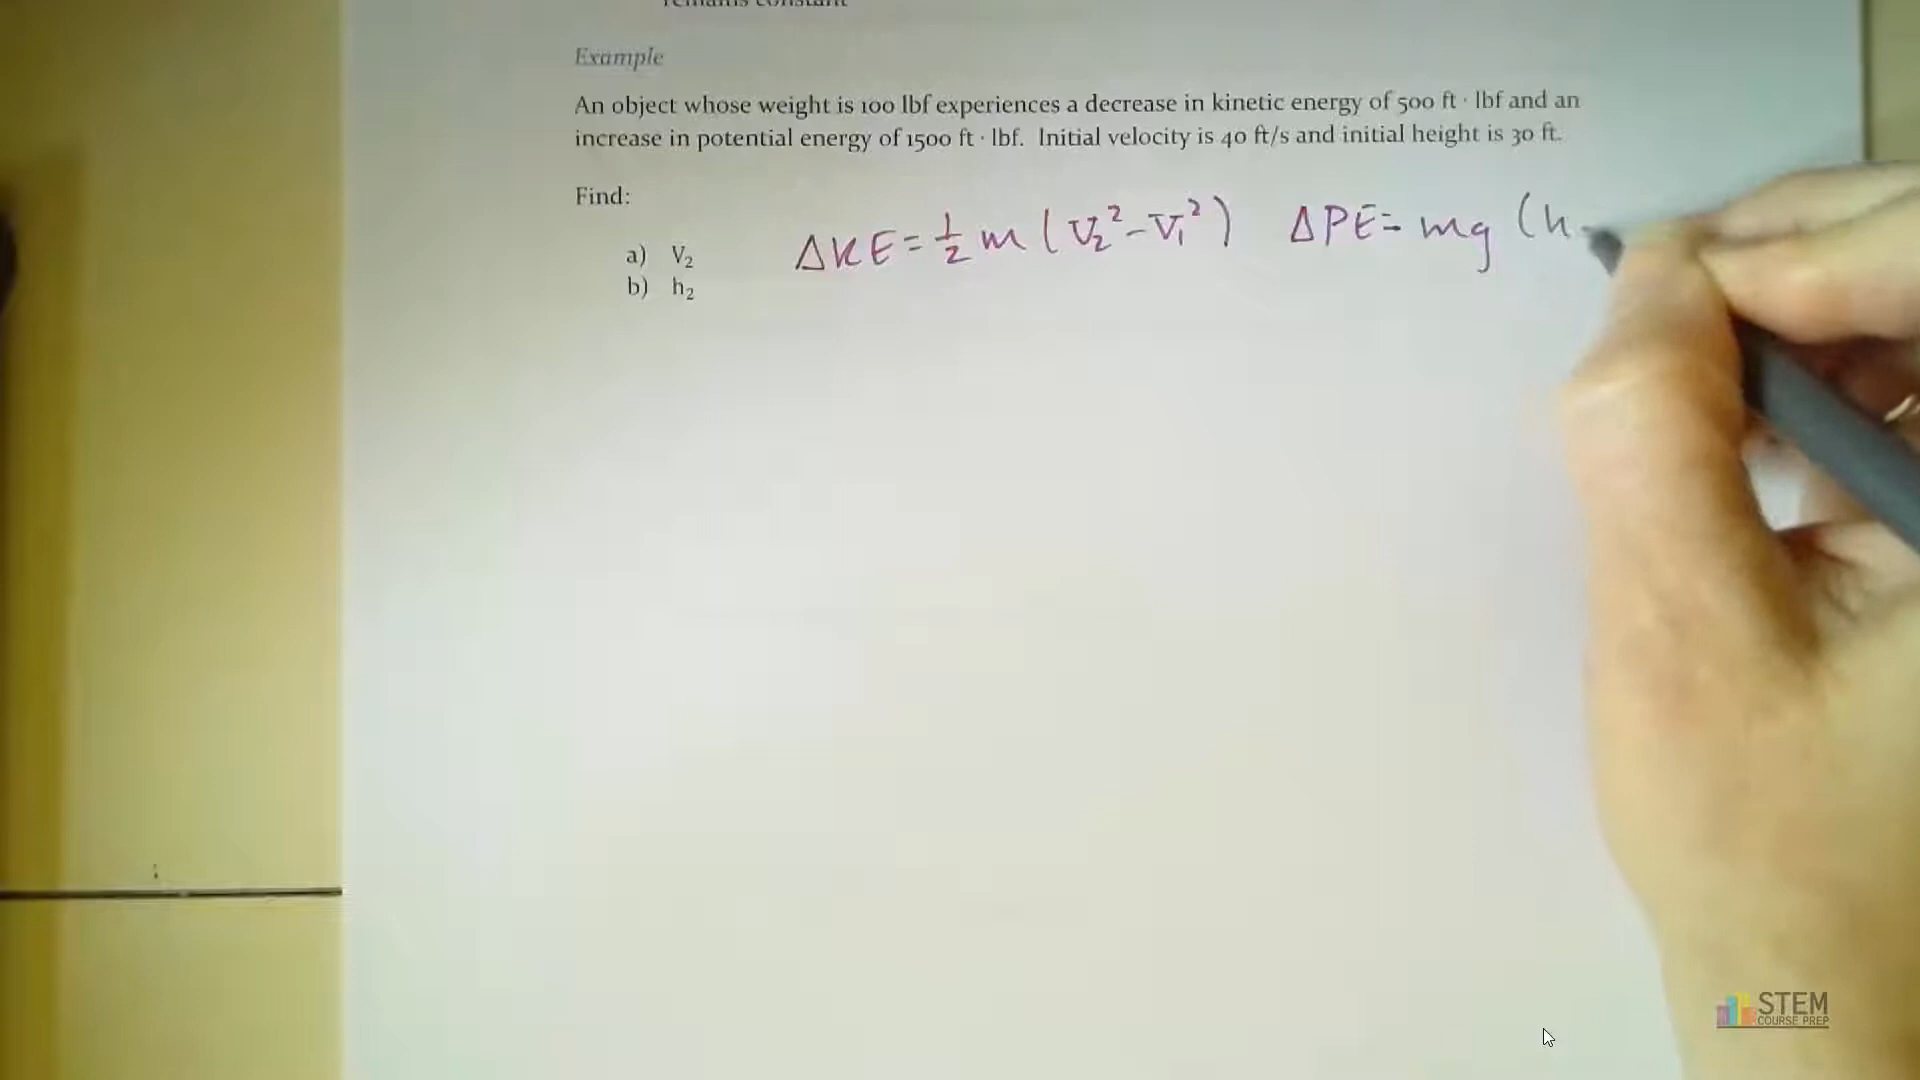 remains constant
Example
An object whose weight is 100 lbf experiences a decrease in kinetic energy of 500 ft · lbf and an
increase in potential energy of 1500 ft · lbf. Initial velocity is 40 ft/s and initial height is 30 ft.
Find:
a) V₂
b) h₂
ΔKE = ½ m (V₂² - V₁²) ΔPE = mg (h
STEM
COURSE PREP